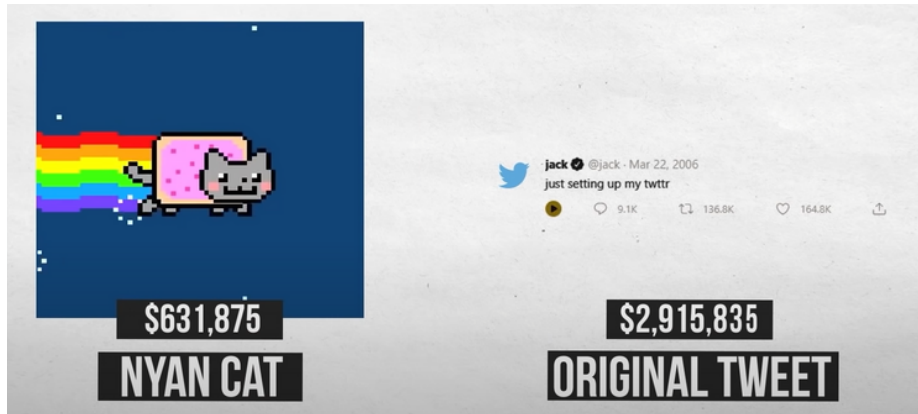 $631,875
NYAN CAT
jack @jack · Mar 22, 2006
just setting up my twttr
9.1K 136.8K 164.8K
$2,915,835
ORIGINAL TWEET